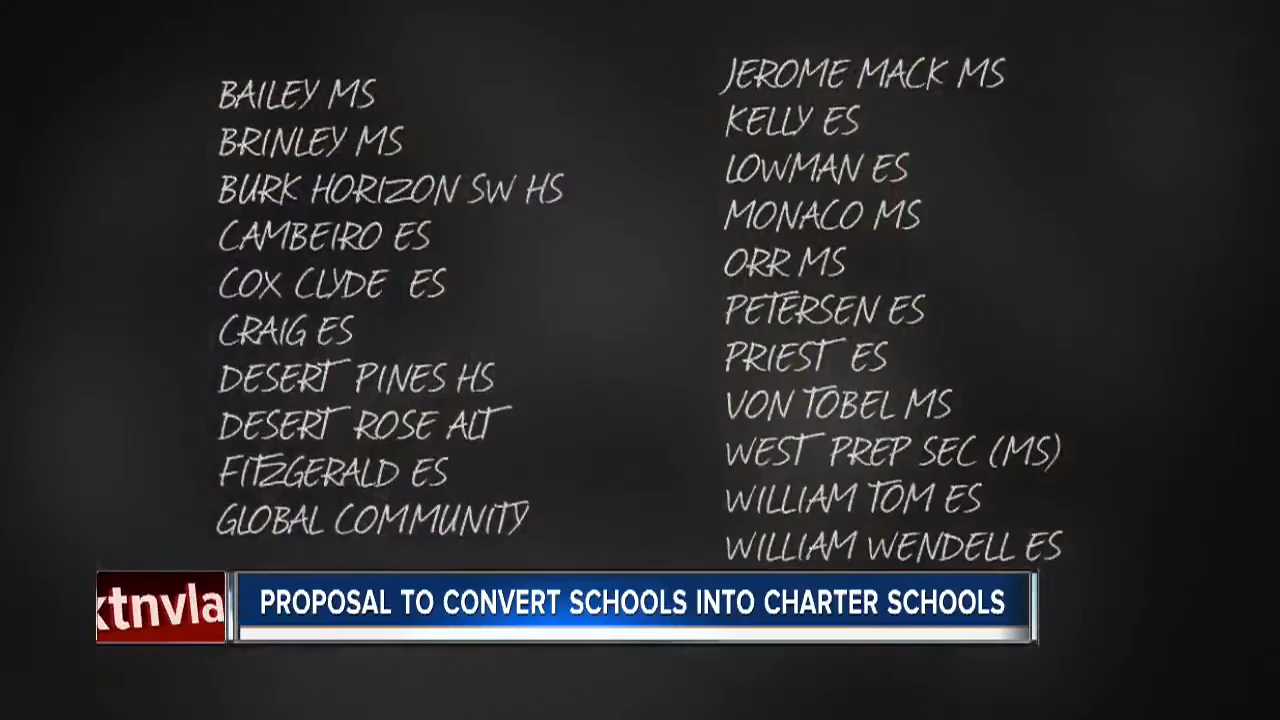 BAILEY MS
BRINLEY MS
BURK HORIZON SW HS
CAMBEIRO ES
COX CLYDE ES
CRAIG ES
DESERT PINES HS
DESERT ROSE ALT
FITZGERALD ES
GLOBAL COMMUNITY
JEROME MACK MS
KELLY ES
LOWMAN ES
MONACO MS
ORR MS
PETERSEN ES
PRIEST ES
VON TOBEL MS
WEST PREP SEC (MS)
WILLIAM TOM ES
WILLIAM WENDELL ES
ktnvla
PROPOSAL TO CONVERT SCHOOLS INTO CHARTER SCHOOLS